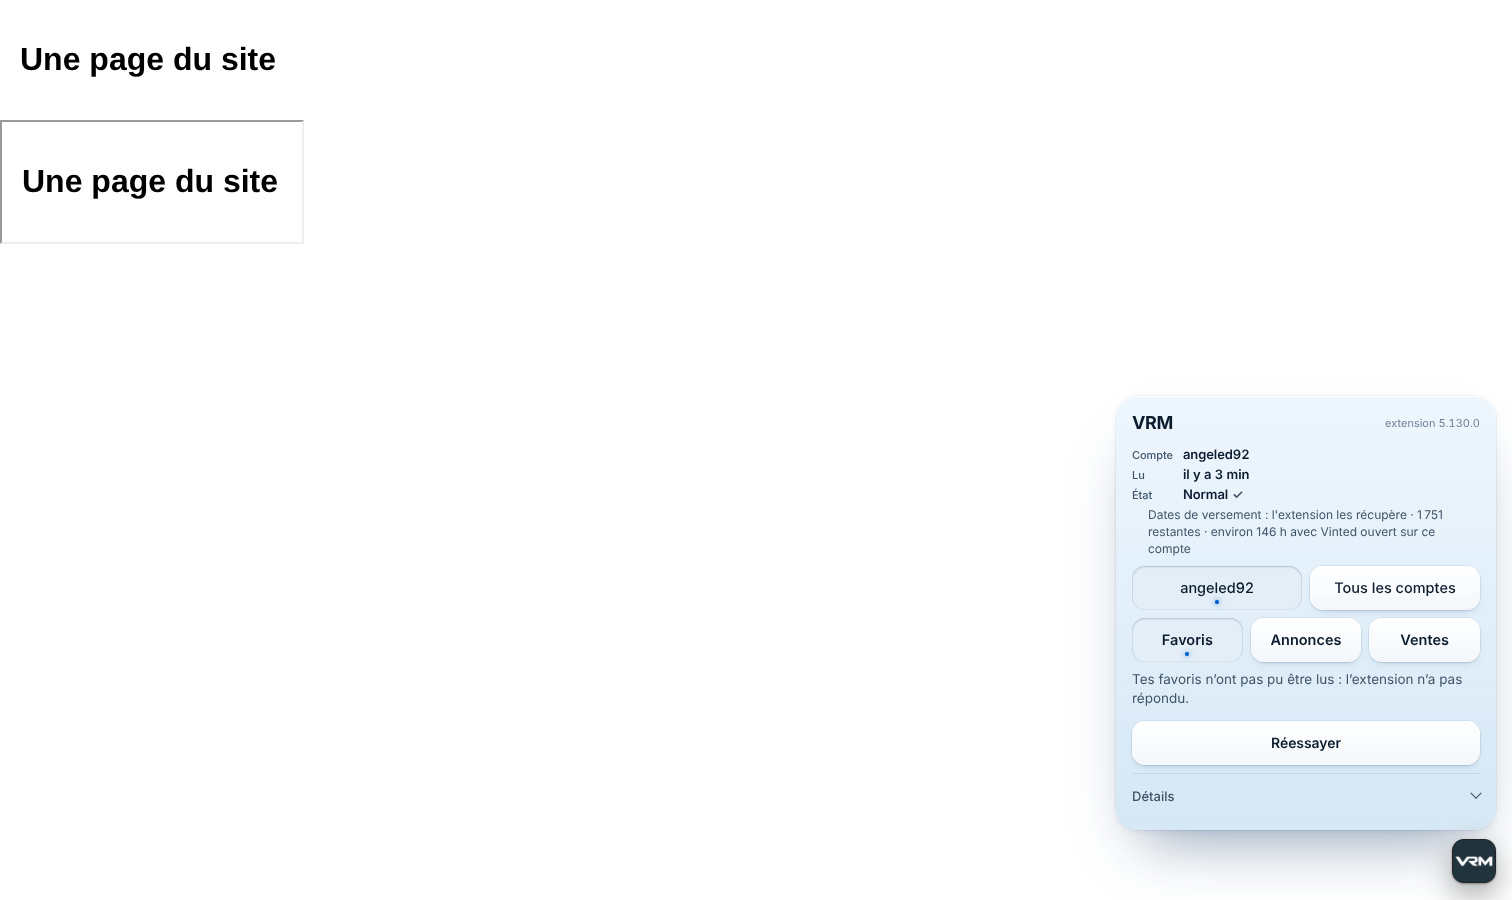 Une page du site
Une page du site
VRM
extension 5.130.0
Compte angeled92
Lu il y a 3 min
État Normal ✓
Dates de versement : l'extension les récupère · 1 751
restantes · environ 146 h avec Vinted ouvert sur ce
compte
angeled92
Tous les comptes
Favoris
Annonces
Ventes
Tes favoris n’ont pas pu être lus : l’extension n’a pas
répondu.
Réessayer
Détails
VRM